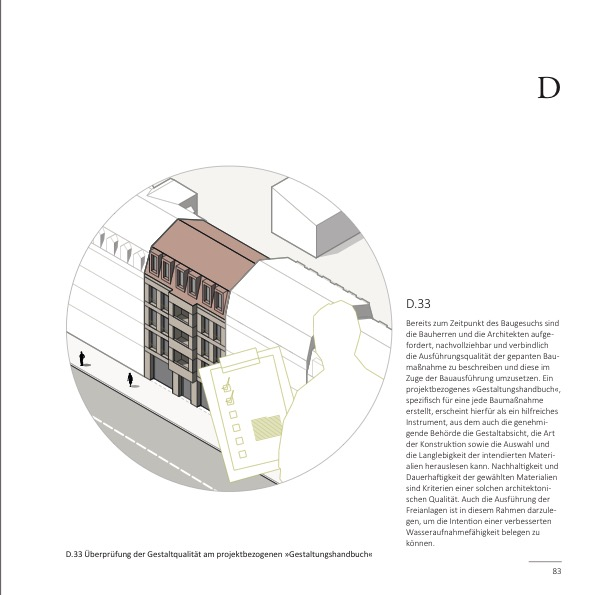 D
D.33
Bereits zum Zeitpunkt des Baugesuchs sind
die Bauherren und die Architekten aufge-
fordert, nachvollziehbar und verbindlich
die Ausführungsqualität der gepanten Bau-
maßnahme zu beschreiben und diese im
Zuge der Bauausführung umzusetzen. Ein
projektbezogenes »Gestaltungshandbuch«,
spezifisch für eine jede Baumaßnahme
erstellt, erscheint hierfür als ein hilfreiches
Instrument, aus dem auch die genehmi-
gende Behörde die Gestaltabsicht, die Art
der Konstruktion sowie die Auswahl und
die Langlebigkeit der intendierten Materi-
alien herauslesen kann. Nachhaltigkeit und
Dauerhaftigkeit der gewählten Materialien
sind Kriterien einer solchen architektoni-
schen Qualität. Auch die Ausführung der
Freianlagen ist in diesem Rahmen darzule-
gen, um die Intention einer verbesserten
Wasseraufnahmefähigkeit belegen zu
können.
D.33 Überprüfung der Gestaltqualität am projektbezogenen »Gestaltungshandbuch«
83